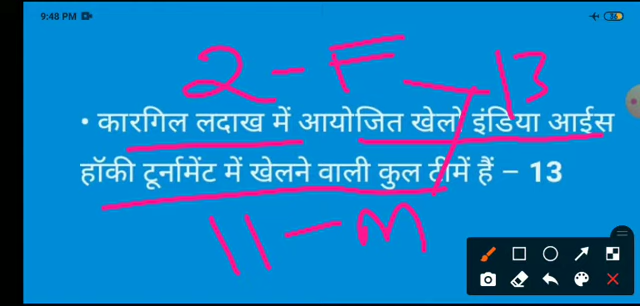 9:48 PM
2 - F 13
• कारगिल लदाख में आयोजित खेलो इंडिया आईस
हॉकी टूर्नामेंट में खेलने वाली कुल टीमें हैं – 13
11 - M